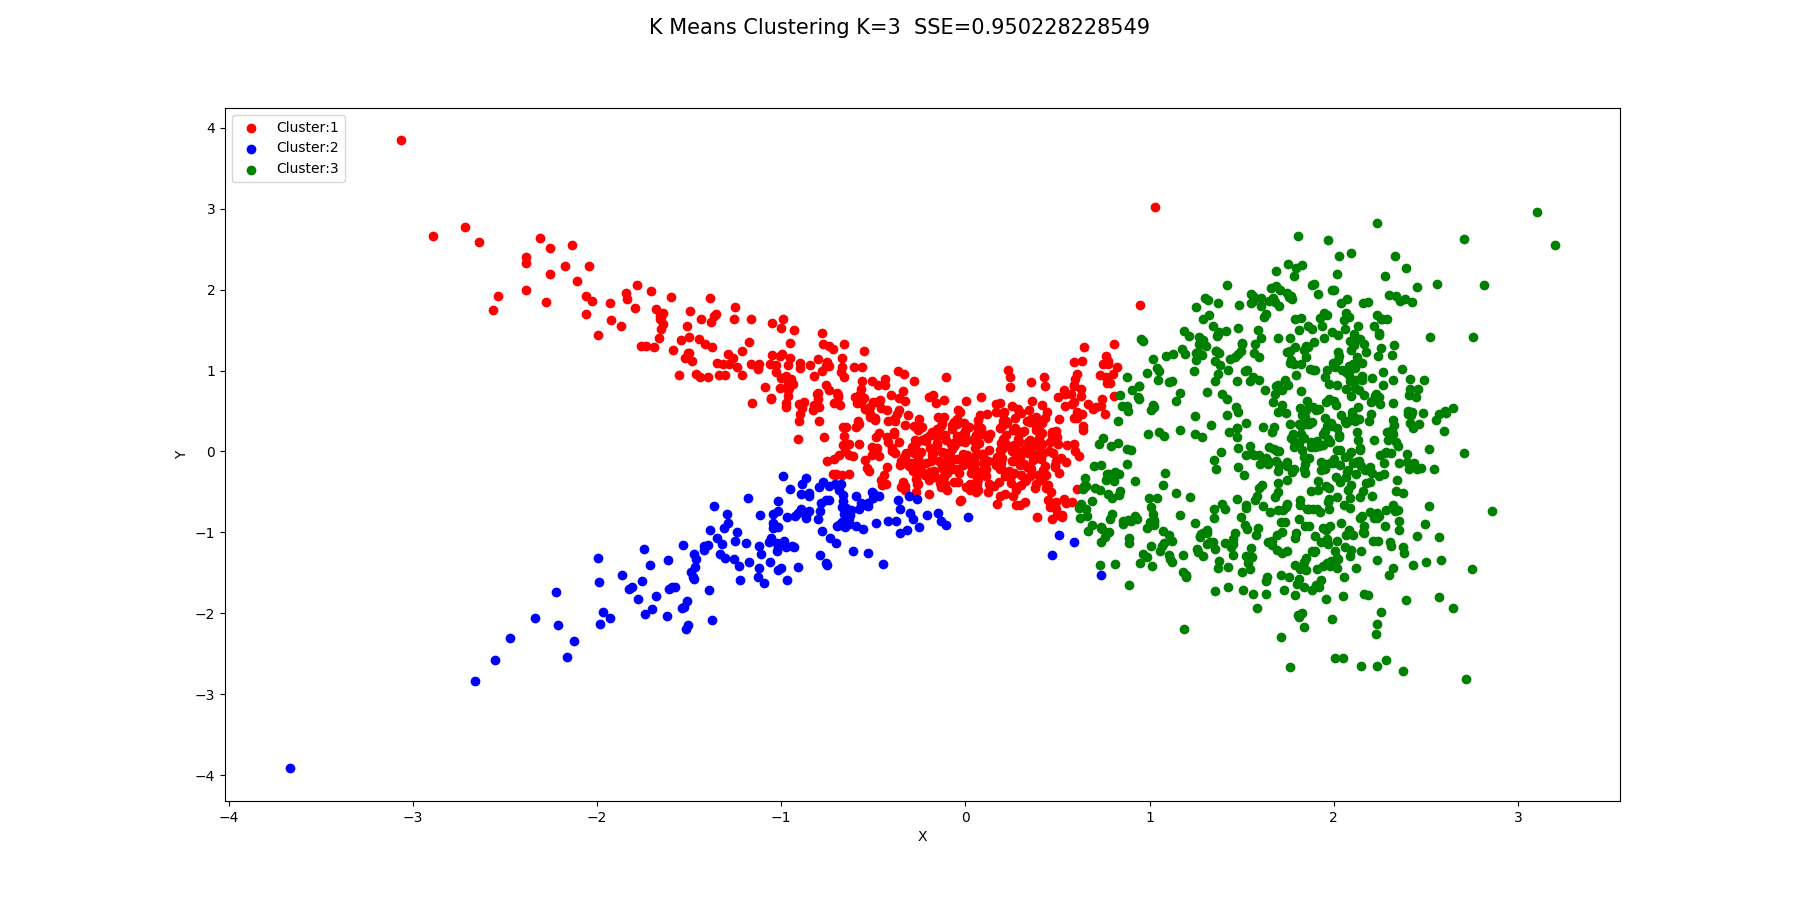 K Means Clustering K=3  SSE=0.950228228549
Cluster:1
Cluster:2
Cluster:3
4
3
2
1
0
−1
−2
−3
−4
Y
−4 −3 −2 −1 0 1 2 3
X